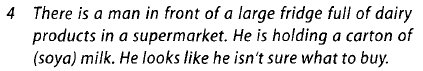 4 There is a man in front of a large fridge full of dairy
products in a supermarket. He is holding a carton of
(soya) milk. He looks like he isn't sure what to buy.